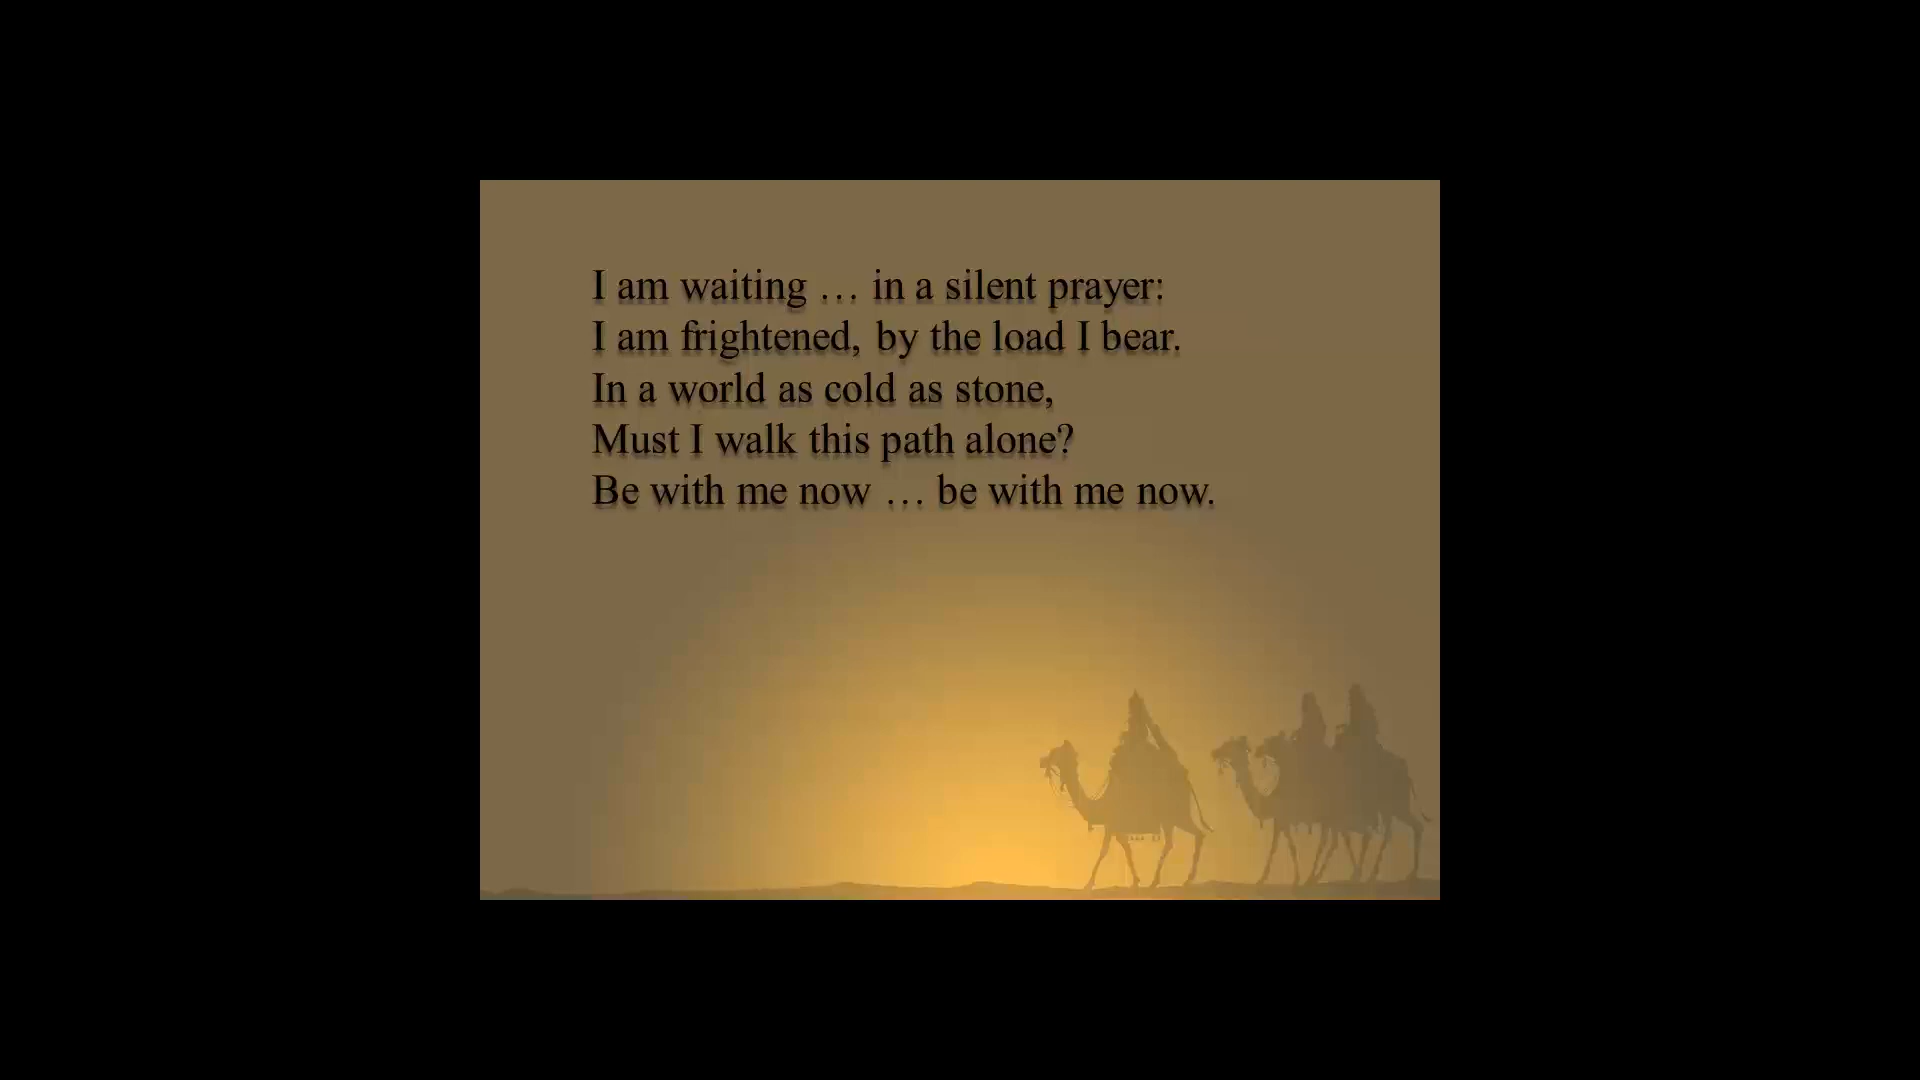 I am waiting … in a silent prayer:
I am frightened, by the load I bear.
In a world as cold as stone,
Must I walk this path alone?
Be with me now … be with me now.